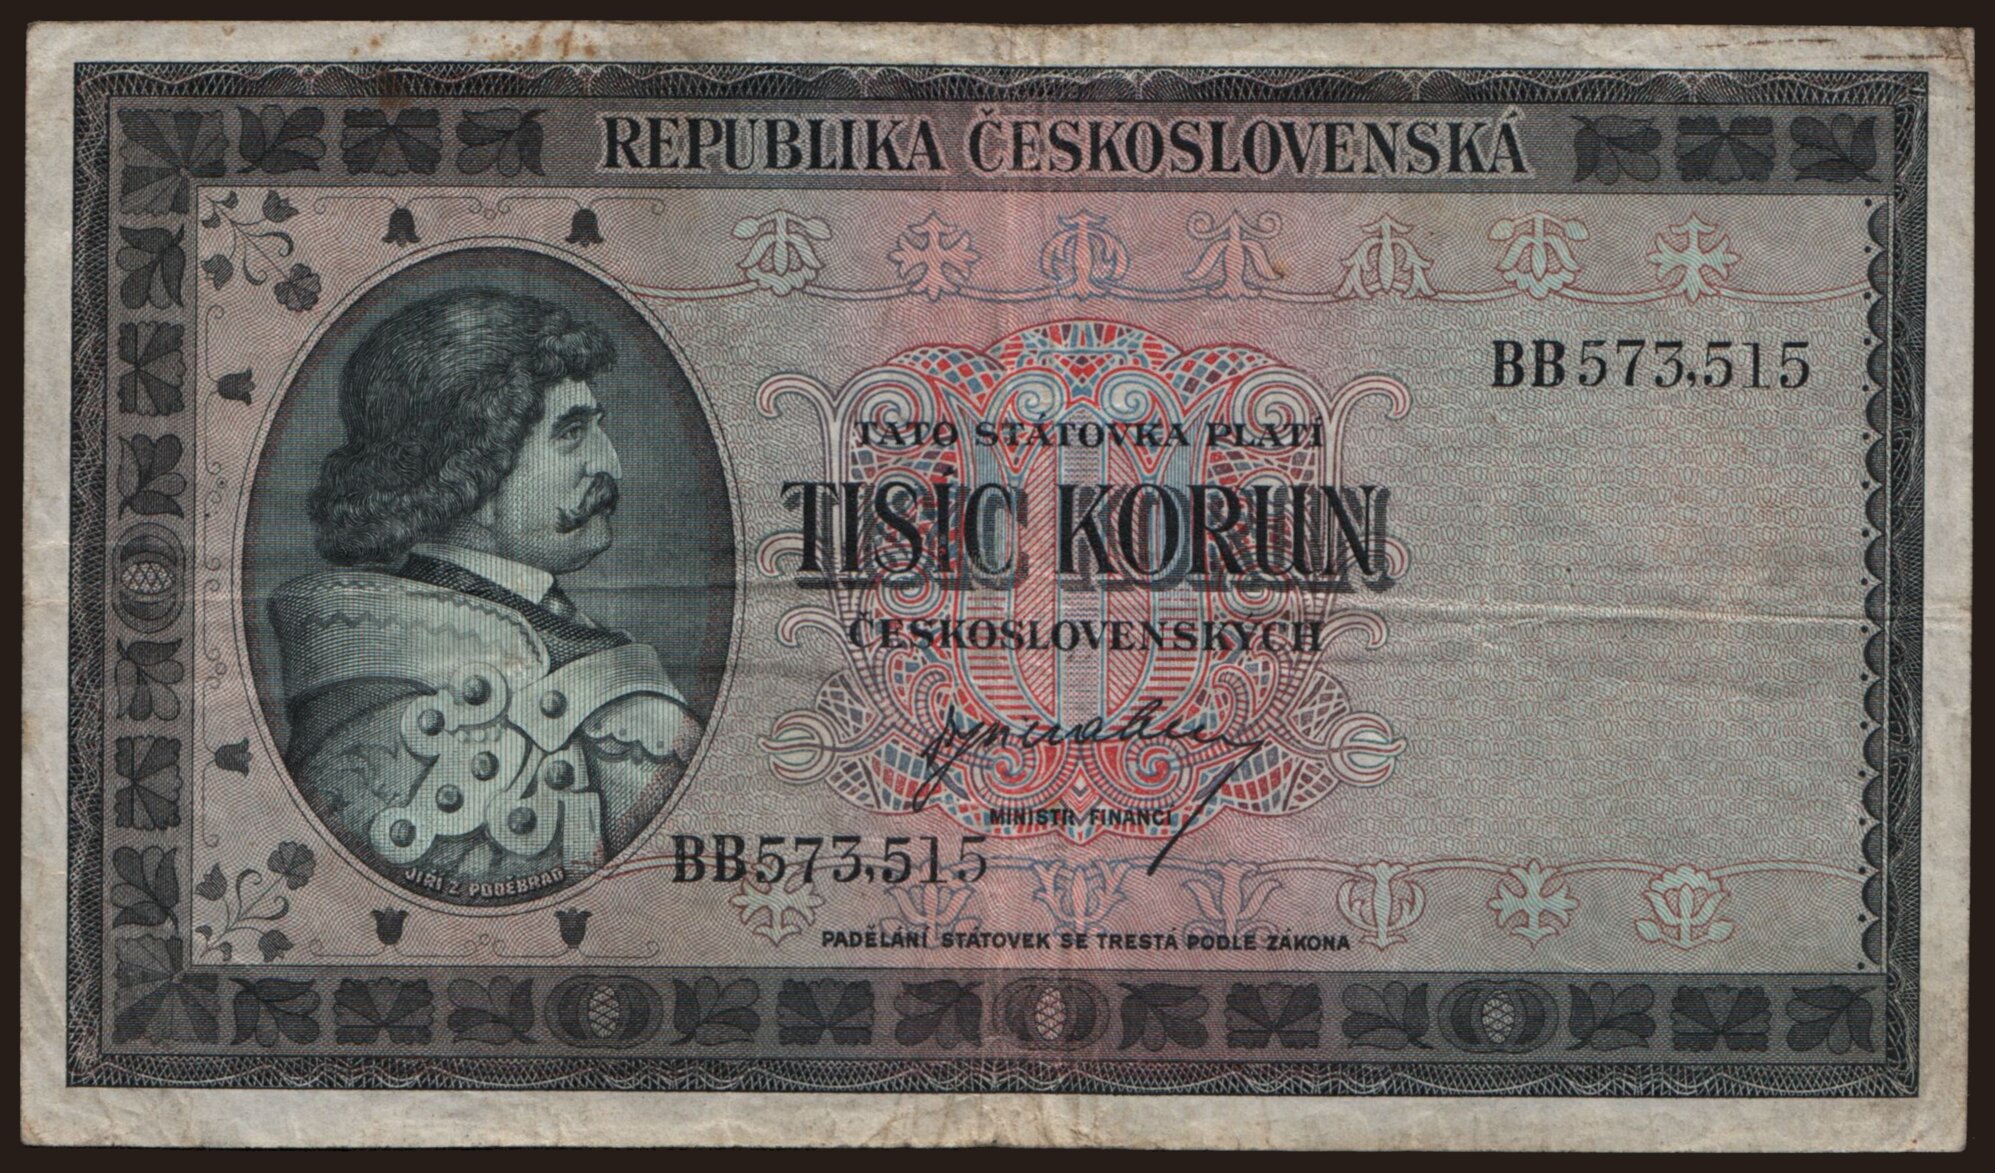 REPUBLIKA ČESKOSLOVENSKÁ
BB573,515
TATO STÁTOVKA PLATÍ
TISÍC KORUN
ČESKOSLOVENSKÝCH
MINISTR FINANCÍ
BB573,515
JIŘÍ Z PODĚBRAD
PADĚLÁNÍ STÁTOVEK SE TRESTÁ PODLE ZÁKONA